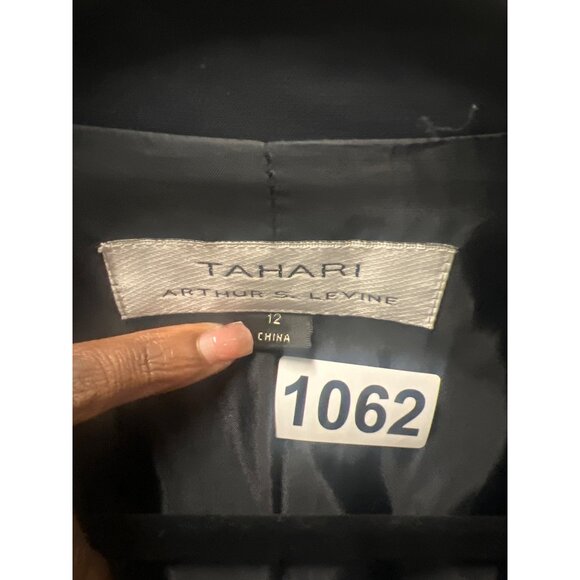 TAHARI
ARTHUR S. LEVINE
12
CHINA
1062